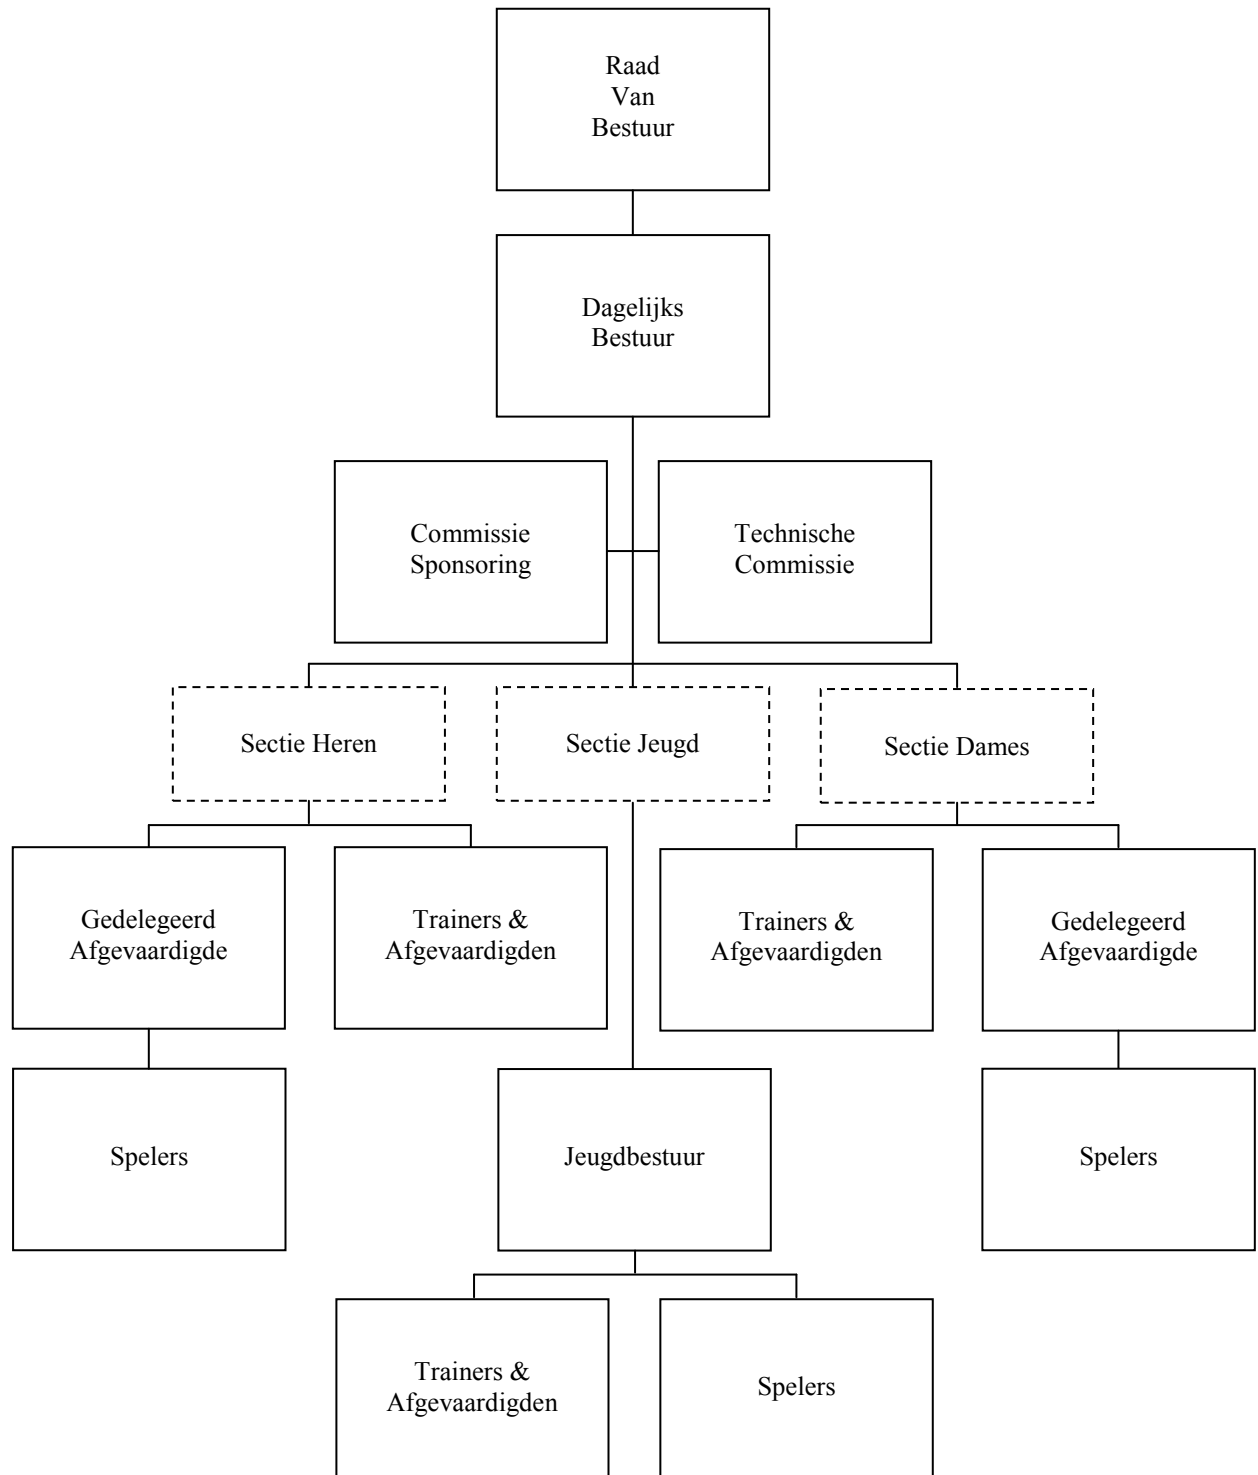 Raad
Van
Bestuur
Dagelijks
Bestuur
Commissie
Sponsoring
Technische
Commissie
Sectie Heren
Sectie Jeugd
Sectie Dames
Gedelegeerd
Afgevaardigde
Trainers &
Afgevaardigden
Trainers &
Afgevaardigden
Gedelegeerd
Afgevaardigde
Spelers
Jeugdbestuur
Spelers
Trainers &
Afgevaardigden
Spelers